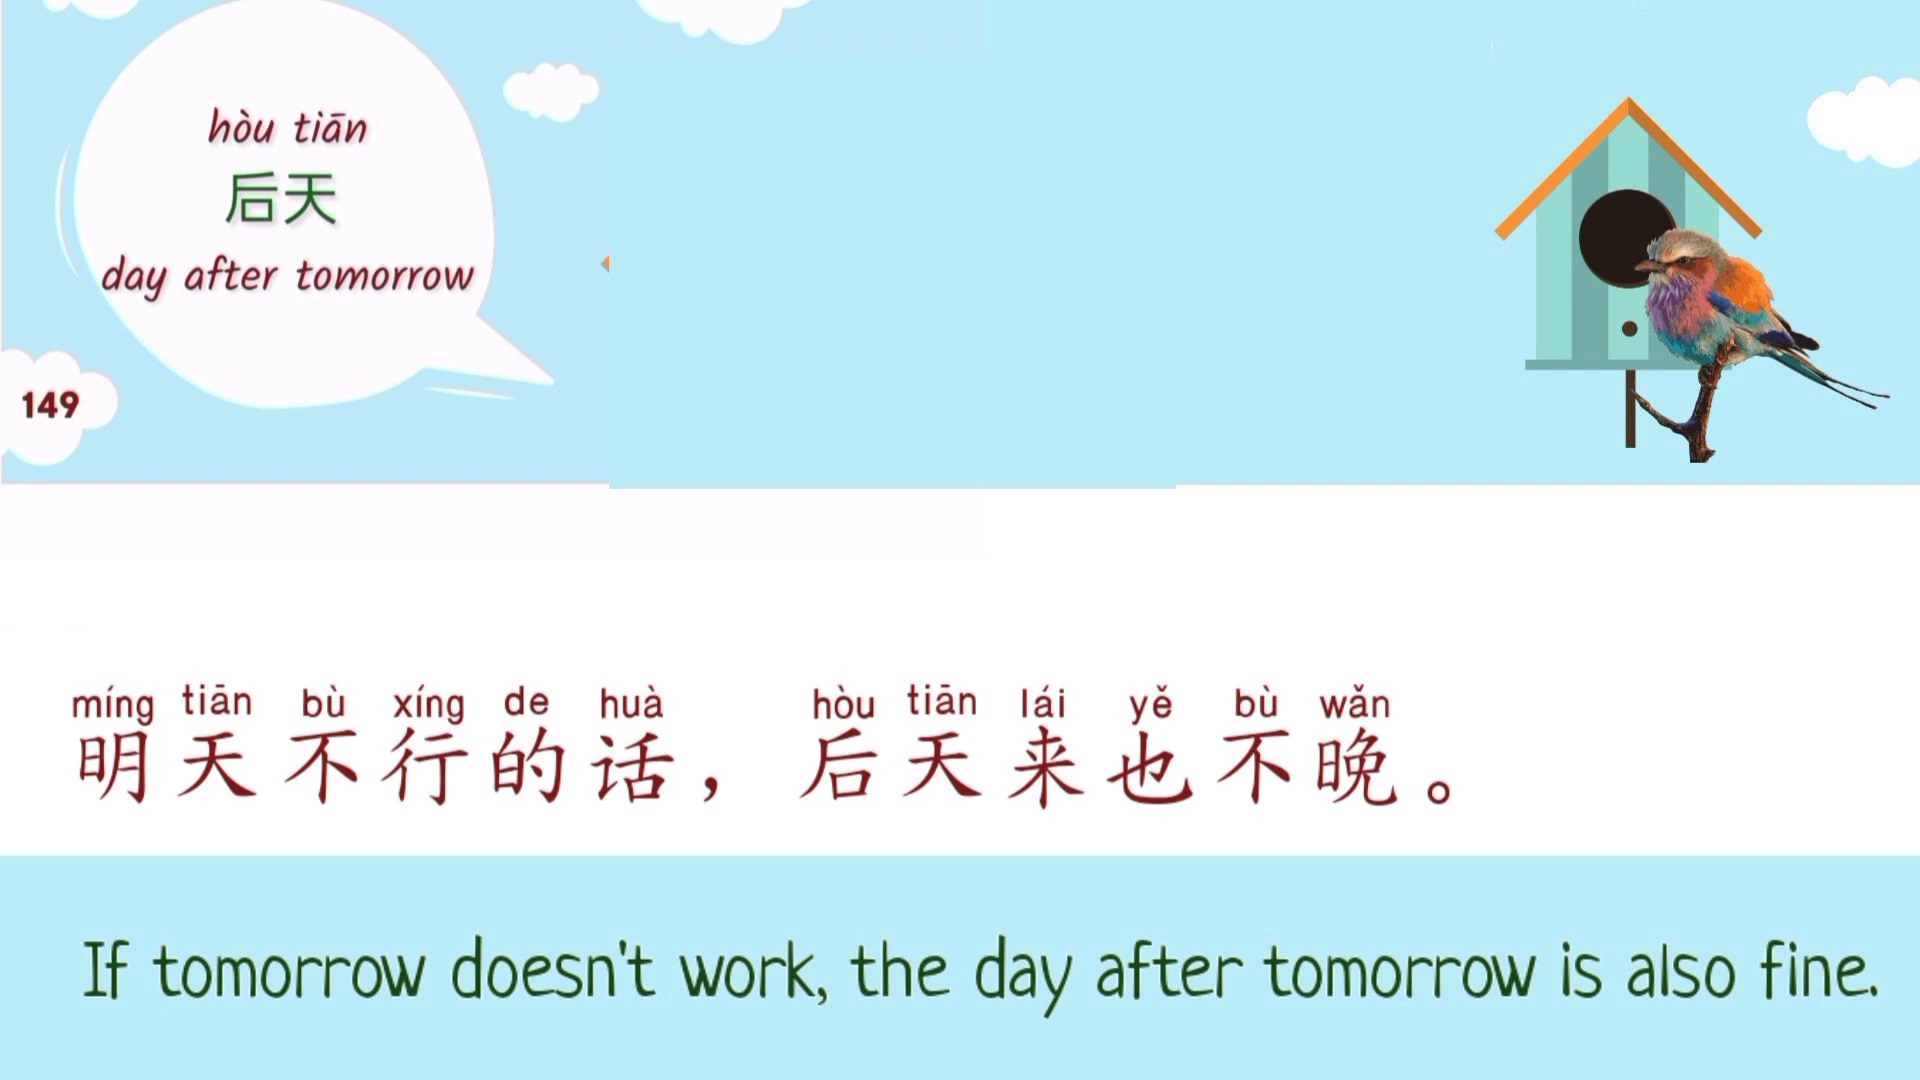 hòu tiān
后天
day after tomorrow
149
míng tiān bù xíng de huà hòu tiān lái yě bù wǎn
明天不行的话，后天来也不晚。
If tomorrow doesn't work, the day after tomorrow is also fine.